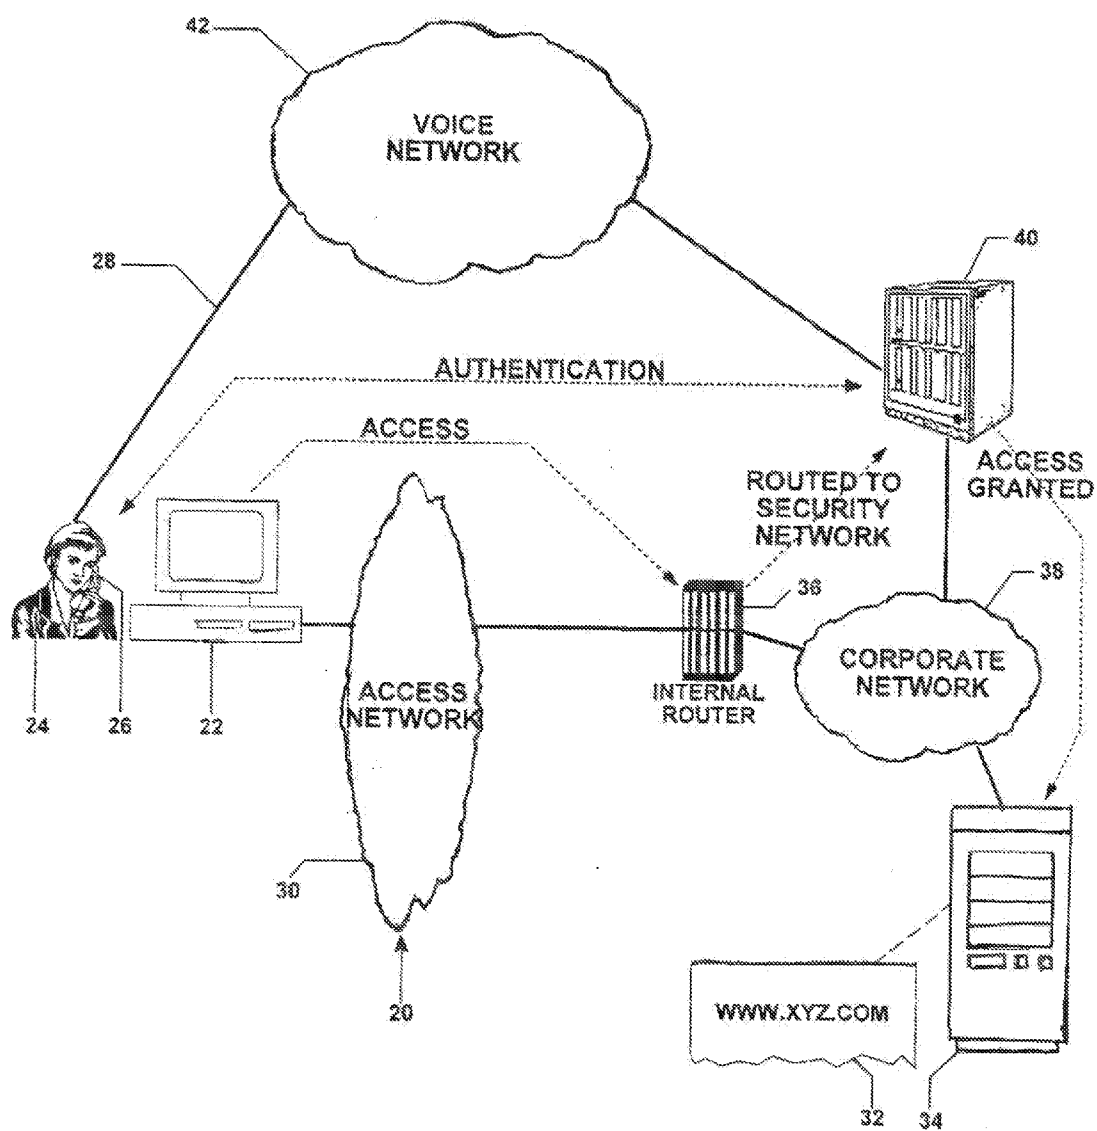 42
VOICE
NETWORK
28
40
AUTHENTICATION
ACCESS
ACCESS
GRANTED
ROUTED TO
SECURITY
NETWORK
36
38
CORPORATE
NETWORK
ACCESS
NETWORK
INTERNAL
ROUTER
24
26
22
30
20
WWW.XYZ.COM
32
34